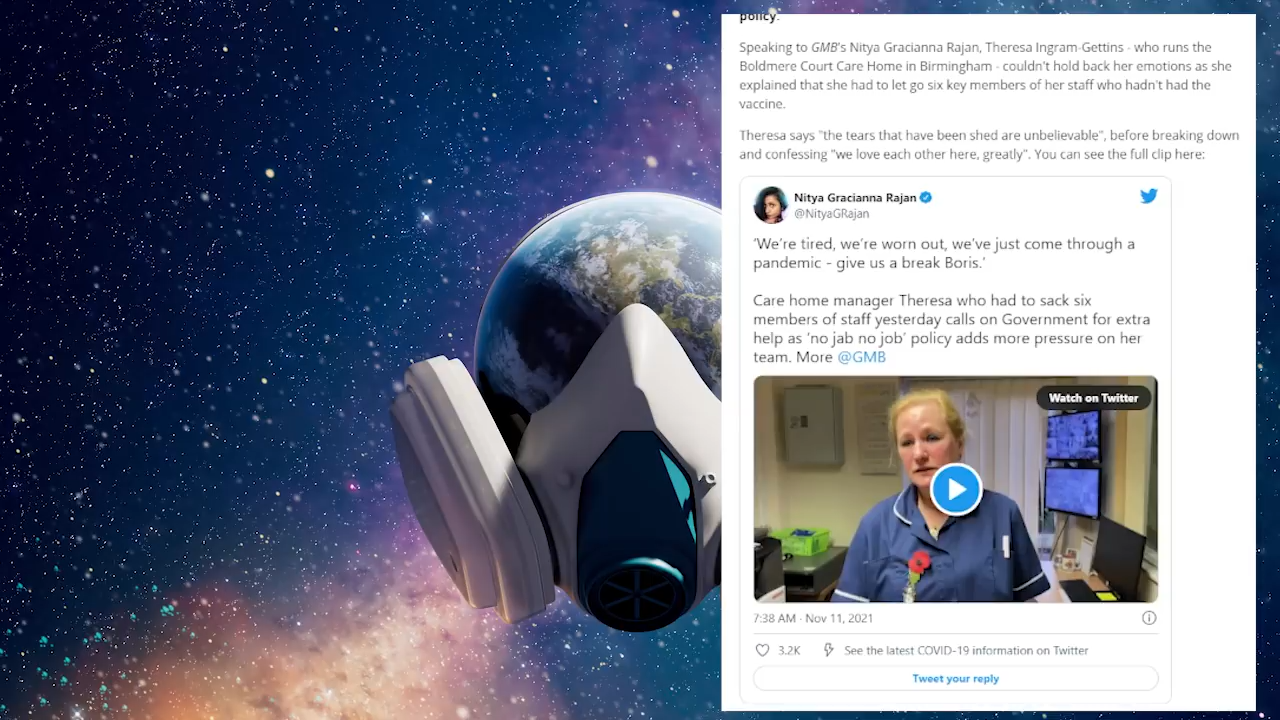 policy.
Speaking to GMB's Nitya Gracianna Rajan, Theresa Ingram-Gettins - who runs the
Boldmere Court Care Home in Birmingham - couldn't hold back her emotions as she
explained that she had to let go six key members of her staff who hadn't had the
vaccine.
Theresa says "the tears that have been shed are unbelievable", before breaking down
and confessing "we love each other here, greatly". You can see the full clip here:
Nitya Gracianna Rajan
@NityaGRajan
'We're tired, we're worn out, we've just come through a
pandemic - give us a break Boris.'
Care home manager Theresa who had to sack six
members of staff yesterday calls on Government for extra
help as 'no jab no job' policy adds more pressure on her
team. More @GMB
Watch on Twitter
7:38 AM · Nov 11, 2021
3.2K
See the latest COVID-19 information on Twitter
Tweet your reply